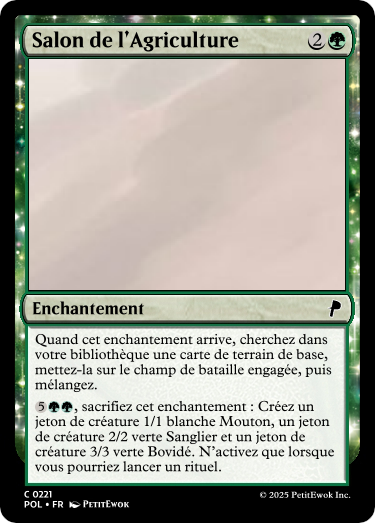 Salon de l'Agriculture 2
Enchantement
Quand cet enchantement arrive, cherchez dans
votre bibliothèque une carte de terrain de base,
mettez-la sur le champ de bataille engagée, puis
mélangez.
5, sacrifiez cet enchantement : Créez un
jeton de créature 1/1 blanche Mouton, un jeton
de créature 2/2 verte Sanglier et un jeton de
créature 3/3 verte Bovidé. N'activez que lorsque
vous pourriez lancer un rituel.
C 0221
POL • FR PetitEwok
© 2025 PetitEwok Inc.